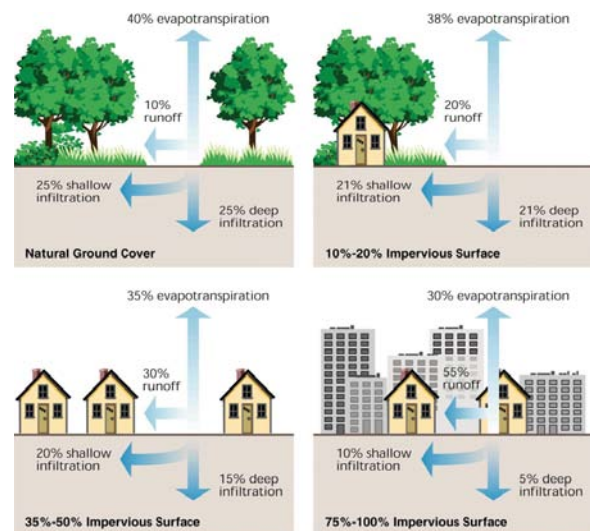 40% evapotranspiration
10%
runoff
25% shallow
infiltration
25% deep
infiltration
Natural Ground Cover
38% evapotranspiration
20%
runoff
21% shallow
infiltration
21% deep
infiltration
10%-20% Impervious Surface
35% evapotranspiration
30%
runoff
20% shallow
infiltration
15% deep
infiltration
35%-50% Impervious Surface
30% evapotranspiration
55%
runoff
10% shallow
infiltration
5% deep
infiltration
75%-100% Impervious Surface